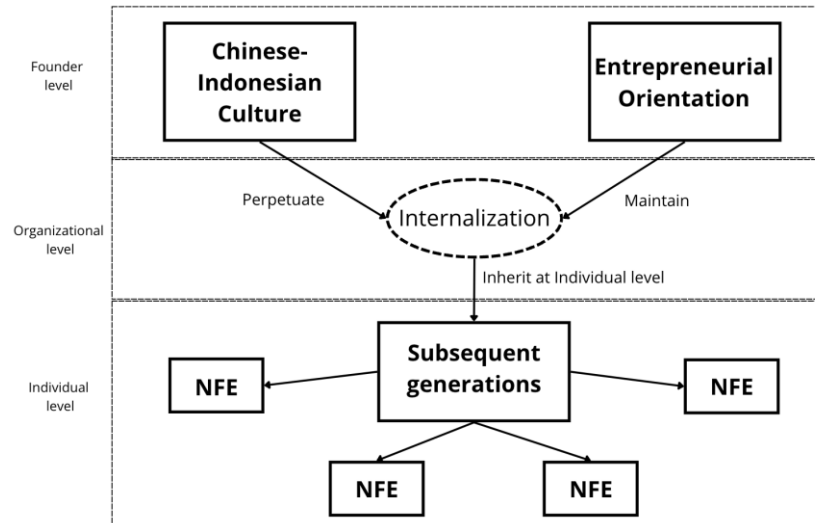 Founder
level
Chinese-
Indonesian
Culture
Entrepreneurial
Orientation
Organizational
level
Perpetuate
Internalization
Maintain
Inherit at Individual level
Individual
level
Subsequent
generations
NFE
NFE
NFE
NFE